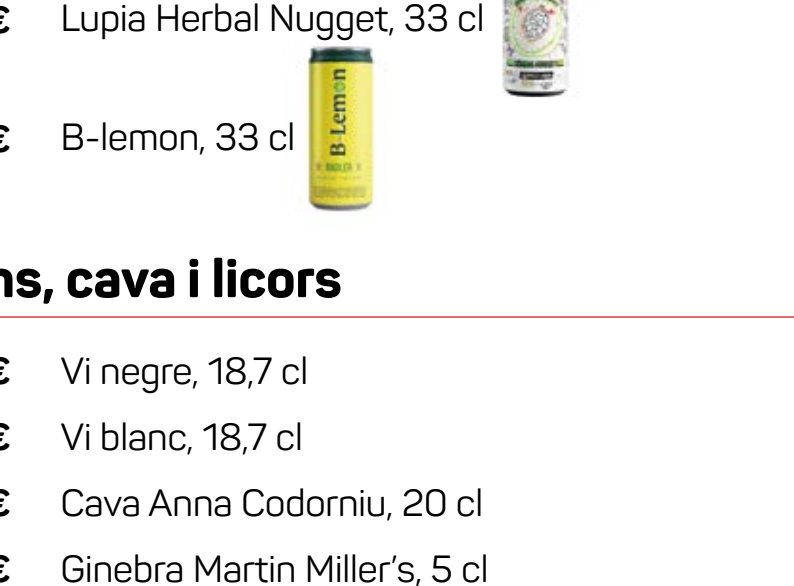 € Lupia Herbal Nugget, 33 cl
€ B-lemon, 33 cl
B-Lemon
RADLER
ns, cava i licors
€ Vi negre, 18,7 cl
€ Vi blanc, 18,7 cl
€ Cava Anna Codorniu, 20 cl
€ Ginebra Martin Miller’s, 5 cl